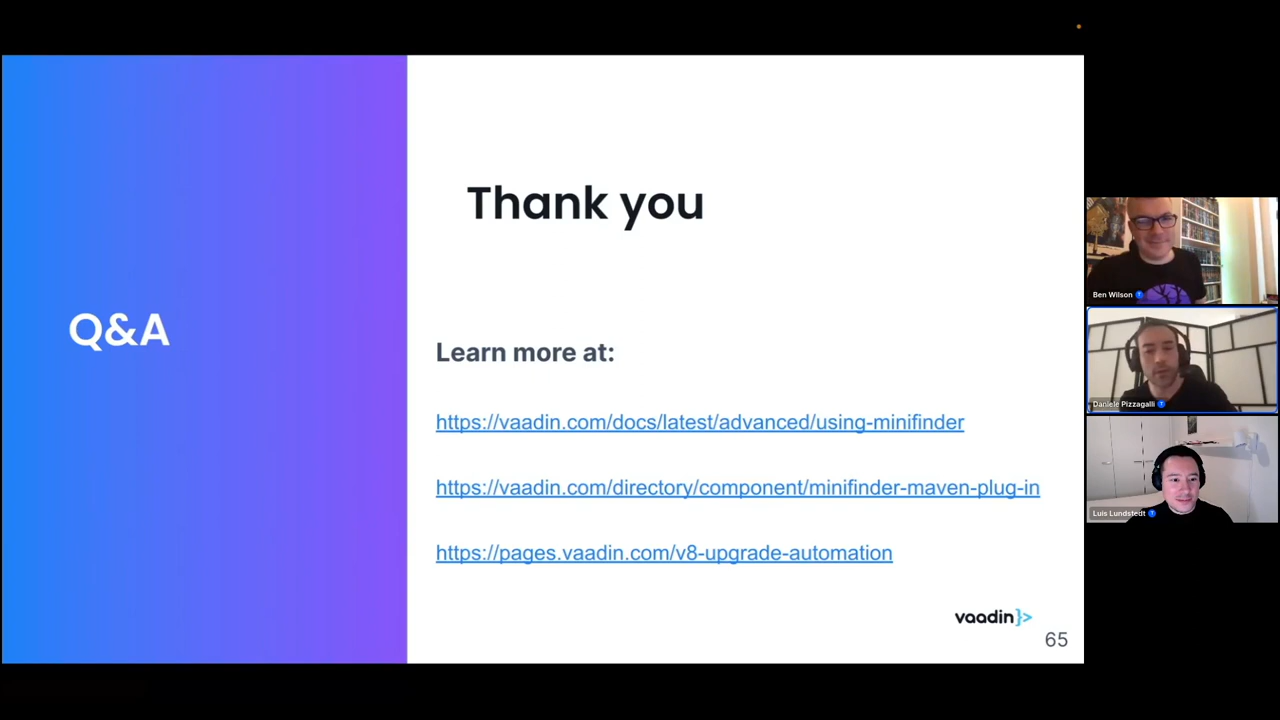 Q&A
Thank you
Learn more at:
https://vaadin.com/docs/latest/advanced/using-minifinder
https://vaadin.com/directory/component/minifinder-maven-plug-in
https://pages.vaadin.com/v8-upgrade-automation
vaadin}>
65
Ben Wilson
Daniele Pizzagalli
Luis Lundstedt